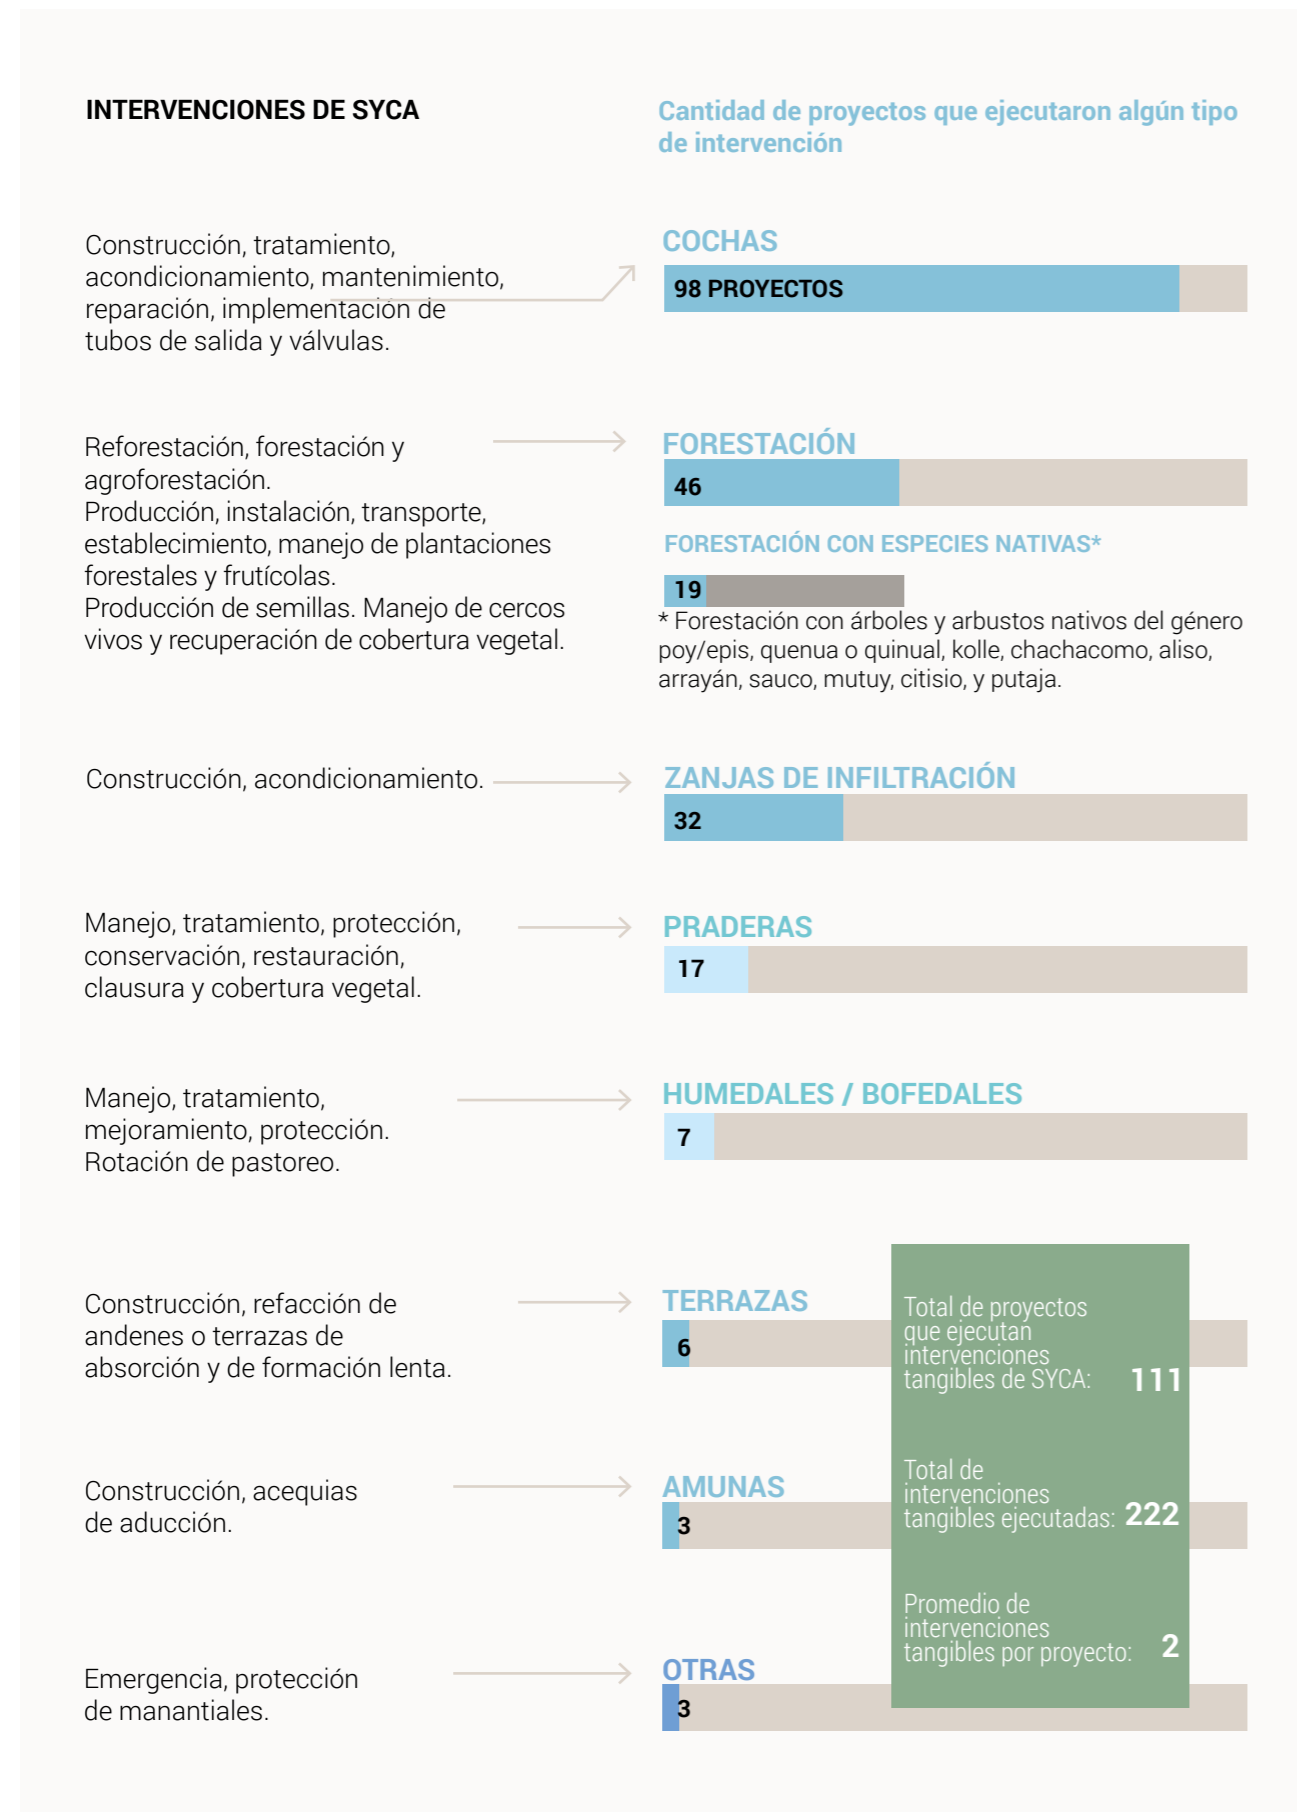 INTERVENCIONES DE SYCA
Cantidad de proyectos que ejecutaron algún tipo
de intervención
Construcción, tratamiento,
acondicionamiento, mantenimiento,
reparación, implementación de
tubos de salida y válvulas.
COCHAS
98 PROYECTOS
Reforestación, forestación y
agroforestación.
Producción, instalación, transporte,
establecimiento, manejo de plantaciones
forestales y frutícolas.
Producción de semillas. Manejo de cercos
vivos y recuperación de cobertura vegetal.
FORESTACIÓN
46
FORESTACIÓN CON ESPECIES NATIVAS*
19
* Forestación con árboles y arbustos nativos del género
poy/epis, quenua o quinual, kolle, chachacomo, aliso,
arrayán, sauco, mutuy, citisio, y putaja.
Construcción, acondicionamiento.
ZANJAS DE INFILTRACIÓN
32
Manejo, tratamiento, protección,
conservación, restauración,
clausura y cobertura vegetal.
PRADERAS
17
Manejo, tratamiento,
mejoramiento, protección.
Rotación de pastoreo.
HUMEDALES / BOFEDALES
7
Construcción, refacción de
andenes o terrazas de
absorción y de formación lenta.
TERRAZAS
6
Construcción, acequias
de aducción.
AMUNAS
3
Emergencia, protección
de manantiales.
OTRAS
3
Total de proyectos
que ejecutan
intervenciones
tangibles de SYCA: 111
Total de
intervenciones
tangibles ejecutadas: 222
Promedio de
intervenciones
tangibles por proyecto: 2